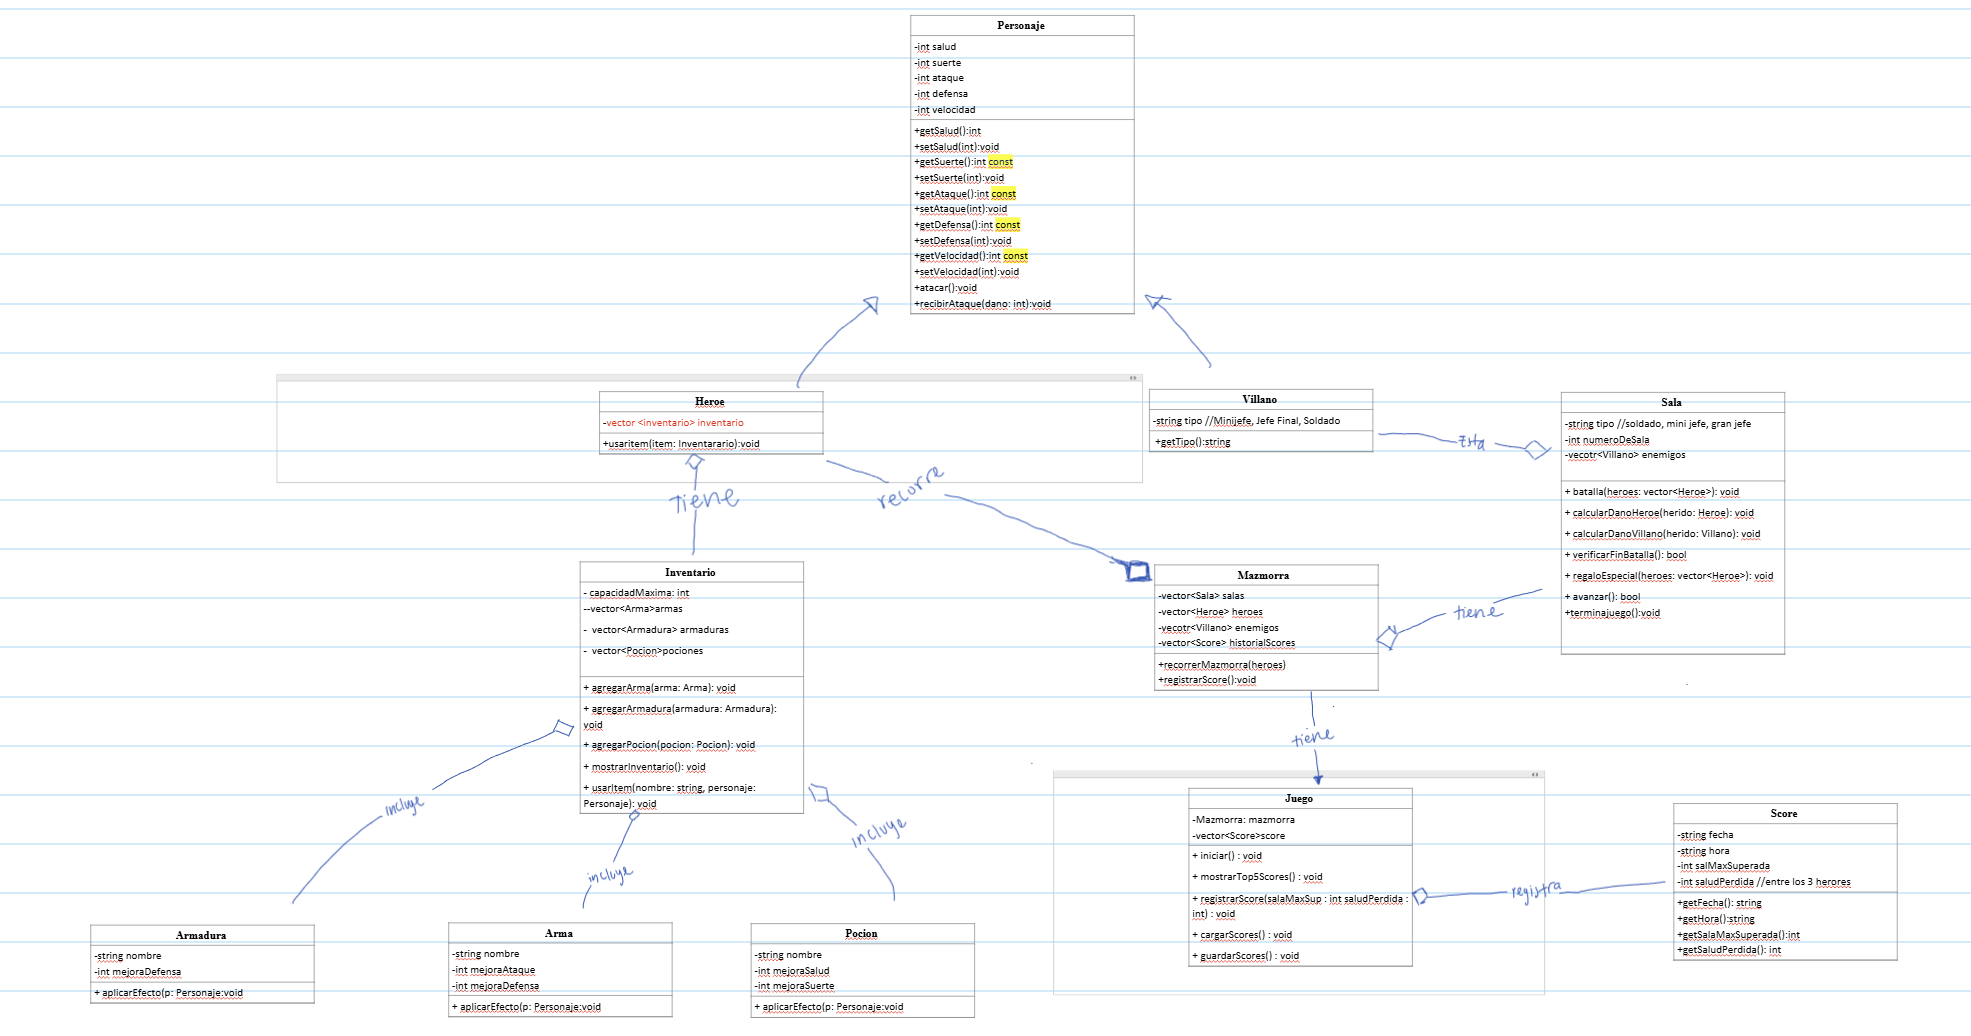 Personaje
-int salud
-int suerte
-int ataque
-int defensa
-int velocidad
+getSalud():int
+setSalud(int):void
+getSuerte():int const
+setSuerte(int):void
+getAtaque():int const
+setAtaque(int):void
+getDefensa():int const
+setDefensa(int):void
+getVelocidad():int const
+setVelocidad(int):void
+atacar():void
+recibirAtaque(dano: int):void
Heroe
-vector <inventario> inventario
+usaritem(item: Inventarario):void
Villano
-string tipo //Minijefe, Jefe Final, Soldado
+getTipo():string
Esta
Sala
-string tipo //soldado, mini jefe, gran jefe
-int numeroDeSala
-vecotr<Villano> enemigos
+ batalla(heroes: vector<Heroe>): void
+ calcularDanoHeroe(herido: Heroe): void
+ calcularDanoVillano(herido: Villano): void
+ verificarFinBatalla(): bool
+ regaloEspecial(heroes: vector<Heroe>): void
+ avanzar(): bool
+terminajuego():void
tiene
recorre
tiene
Inventario
- capacidadMaxima: int
--vector<Arma>armas
- vector<Armadura> armaduras
- vector<Pocion>pociones
+ agregarArma(arma: Arma): void
+ agregarArmadura(armadura: Armadura):
void
+ agregarPocion(pocion: Pocion): void
+ mostrarInventario(): void
+ usarItem(nombre: string, personaje:
Personaje): void
Mazmorra
-vector<Sala> salas
-vector<Heroe> heroes
-vecotr<Villano> enemigos
-vector<Score> historialScores
+recorrerMazmorra(heroes)
+registrarScore():void
tiene
incluye
incluye
incluye
Juego
-Mazmorra: mazmorra
-vector<Score>score
+ iniciar() : void
+ mostrarTop5Scores() : void
+ registrarScore(salaMaxSup : int saludPerdida :
int) : void
+ cargarScores() : void
+ guardarScores() : void
registra
Score
-string fecha
-string hora
-int salMaxSuperada
-int saludPerdida //entre los 3 herores
+getFecha(): string
+getHora():string
+getSalaMaxSuperada():int
+getSaludPerdida(): int
Armadura
-string nombre
-int mejoraDefensa
+ aplicarEfecto(p: Personaje:void
Arma
-string nombre
-int mejoraAtaque
-int mejoraDefensa
+ aplicarEfecto(p: Personaje:void
Pocion
-string nombre
-int mejoraSalud
-int mejoraSuerte
+ aplicarEfecto(p: Personaje:void